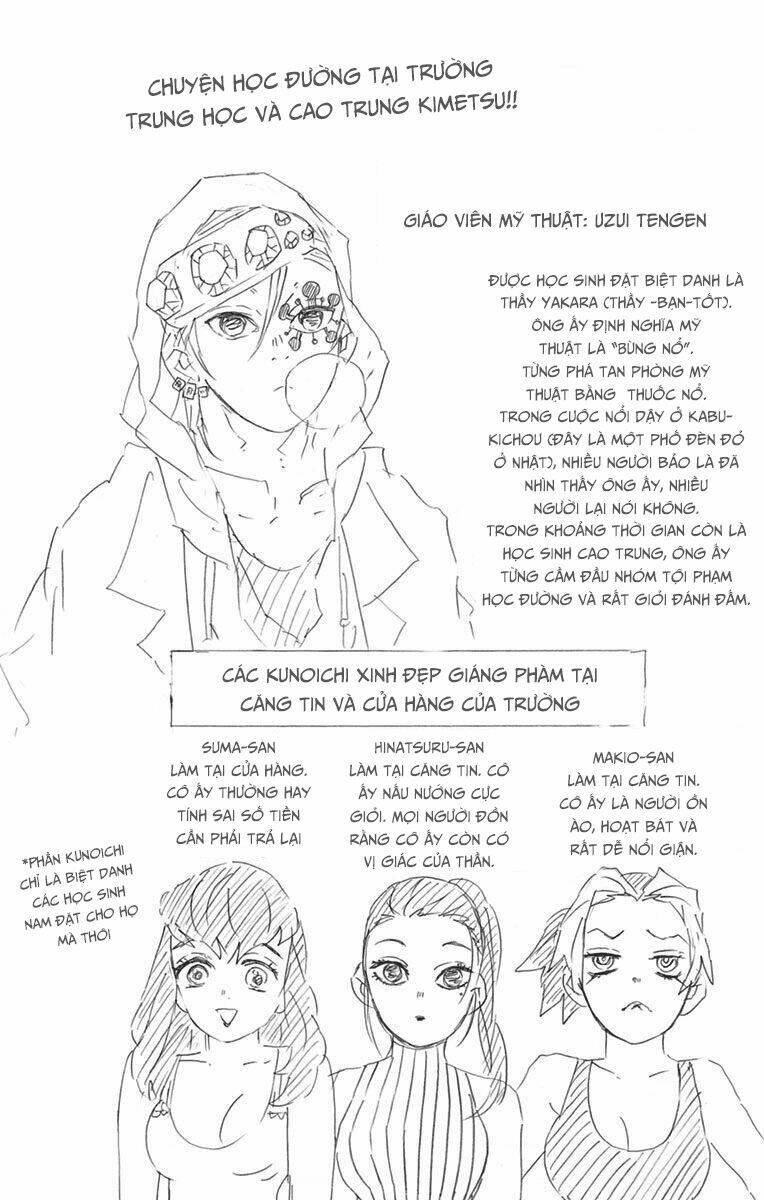 CHUYỆN HỌC ĐƯỜNG TẠI TRƯỜNG
TRUNG HỌC VÀ CAO TRUNG KIMETSU!!
GIÁO VIÊN MỸ THUẬT: UZUI TENGEN
ĐƯỢC HỌC SINH ĐẶT BIỆT DANH LÀ
THẦY YAKARA (THẦY -BẠN-TỐT).
ÔNG ẤY ĐỊNH NGHĨA MỸ
THUẬT LÀ "BÙNG NỔ".
TỪNG PHÁ TAN PHÒNG MỸ
THUẬT BẰNG THUỐC NỔ.
TRONG CUỘC NỔI DẬY Ở KABU-
KICHOU (ĐÂY LÀ MỘT PHỐ ĐÈN ĐỎ
Ở NHẬT), NHIỀU NGƯỜI BẢO LÀ ĐÃ
NHÌN THẤY ÔNG ẤY, NHIỀU
NGƯỜI LẠI NÓI KHÔNG.
TRONG KHOẢNG THỜI GIAN CÒN LÀ
HỌC SINH CAO TRUNG, ÔNG ẤY
TỪNG CẦM ĐẦU NHÓM TỘI PHẠM
HỌC ĐƯỜNG VÀ RẤT GIỎI ĐÁNH ĐẤM.
CÁC KUNOICHI XINH ĐẸP GIÁNG PHÀM TẠI
CĂNG TIN VÀ CỬA HÀNG CỦA TRƯỜNG
SUMA-SAN
LÀM TẠI CỬA HÀNG.
CÔ ẤY THƯỜNG HAY
TÍNH SAI SỐ TIỀN
CẦN PHẢI TRẢ LẠI
HINATSURU-SAN
LÀM TẠI CĂNG TIN. CÔ
ẤY NẤU NƯỚNG CỰC
GIỎI. MỌI NGƯỜI ĐỒN
RẰNG CÔ ẤY CÒN CÓ
VỊ GIÁC CỦA THẦN.
MAKIO-SAN
LÀM TẠI CĂNG TIN.
CÔ ẤY LÀ NGƯỜI ỒN
ÀO, HOẠT BÁT VÀ
RẤT DỄ NỔI GIẬN.
*PHẦN KUNOICHI
CHỈ LÀ BIỆT DANH
CÁC HỌC SINH
NAM ĐẶT CHO HỌ
MÀ THÔI